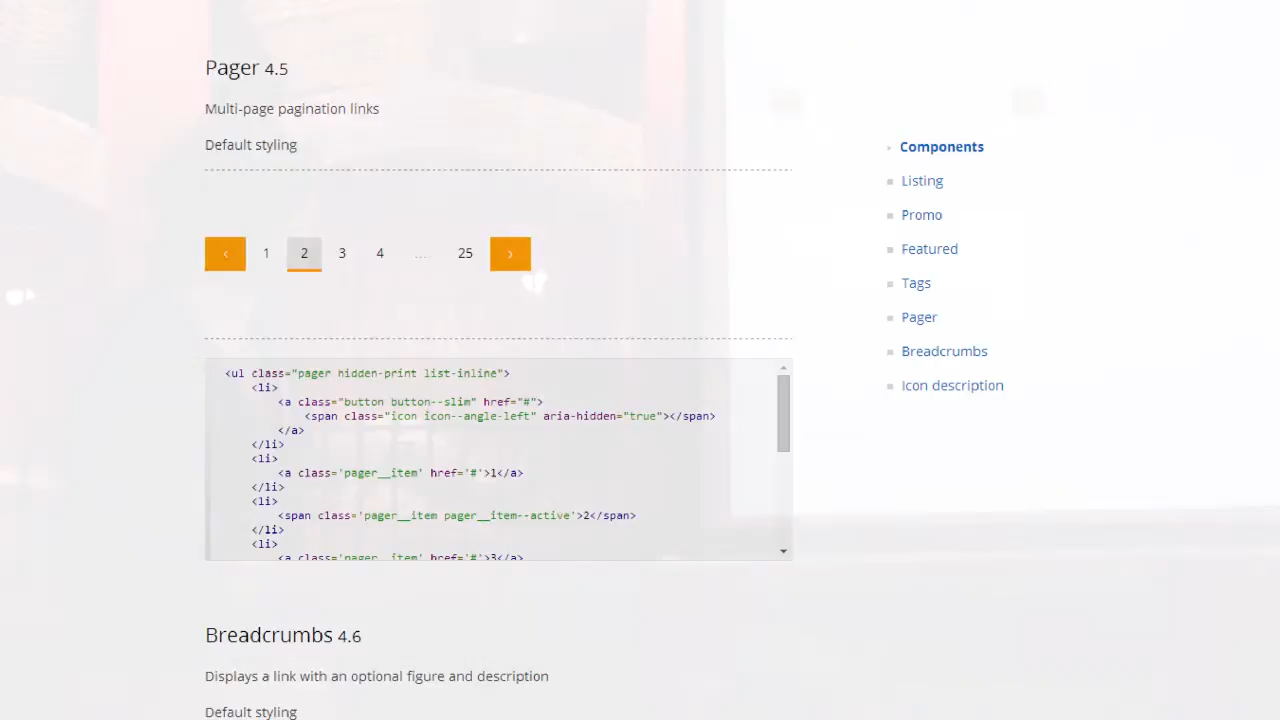 Pager 4.5
Multi-page pagination links
Default styling
‹ 1 2 3 4 ... 25 ›
<ul class="pager hidden-print list-inline">
<li>
<a class="button button--slim" href="#">
<span class="icon icon--angle-left" aria-hidden="true"></span>
</a>
</li>
<li>
<a class='pager__item' href='#'>1</a>
</li>
<li>
<span class='pager__item pager__item--active'>2</span>
</li>
<li>
<a class='pager__item' href='#'>3</a>
Breadcrumbs 4.6
Displays a link with an optional figure and description
Default styling
Components
Listing
Promo
Featured
Tags
Pager
Breadcrumbs
Icon description